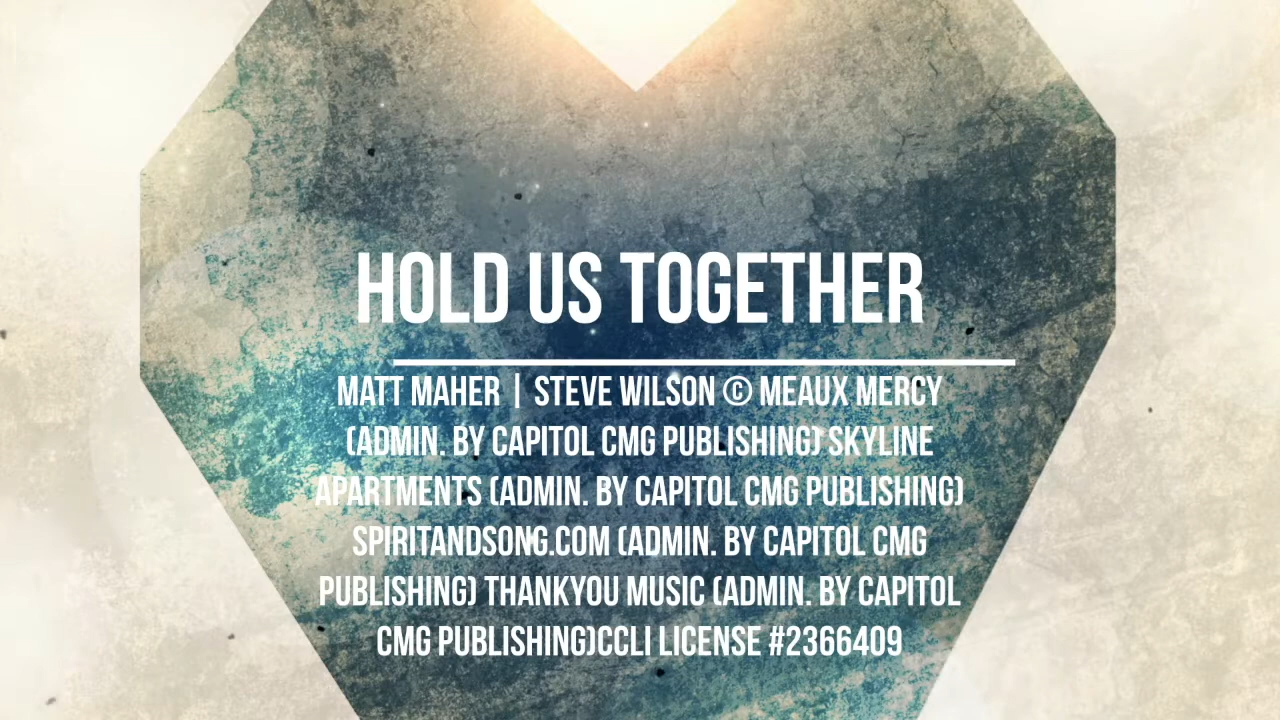 HOLD US TOGETHER
MATT MAHER | STEVE WILSON © MEAUX MERCY
(ADMIN. BY CAPITOL CMG PUBLISHING) SKYLINE
APARTMENTS (ADMIN. BY CAPITOL CMG PUBLISHING)
SPIRITANDSONG.COM (ADMIN. BY CAPITOL CMG
PUBLISHING) THANKYOU MUSIC (ADMIN. BY CAPITOL
CMG PUBLISHING)CCLI LICENSE #2366409